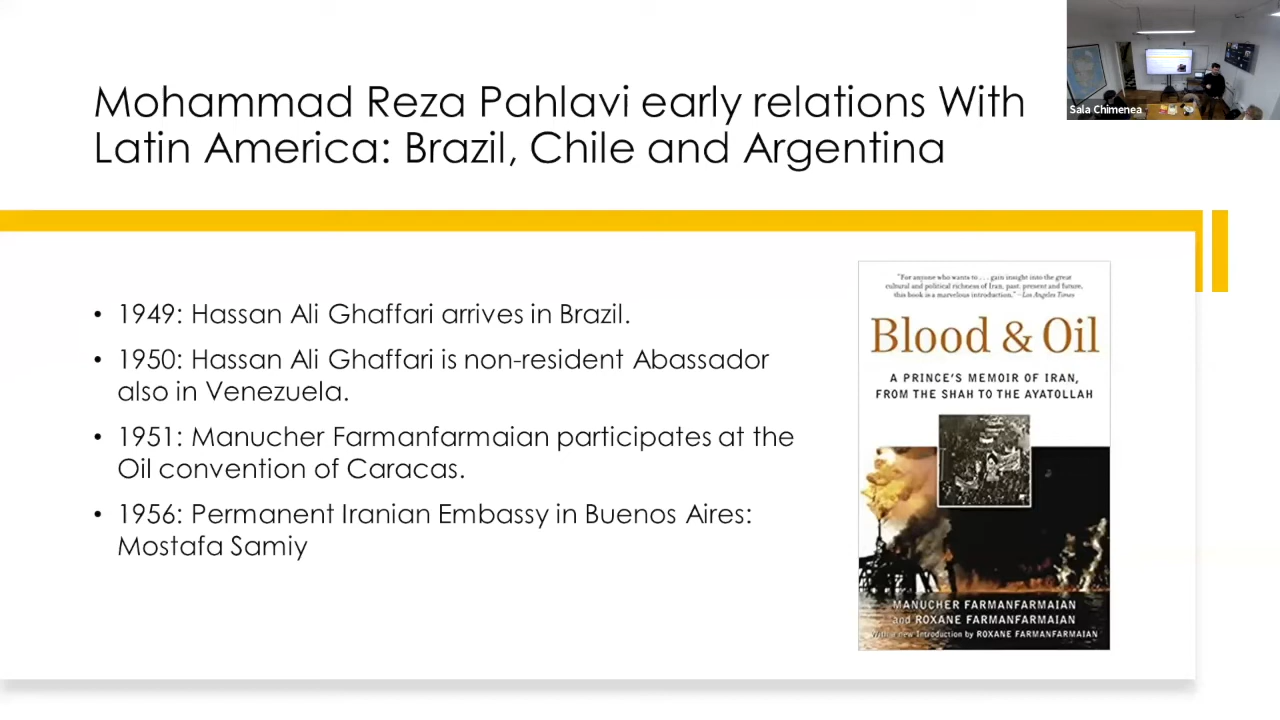 Mohammad Reza Pahlavi early relations With
Latin America: Brazil, Chile and Argentina
Sala Chimenea
• 1949: Hassan Ali Ghaffari arrives in Brazil.
• 1950: Hassan Ali Ghaffari is non-resident Abassador
also in Venezuela.
• 1951: Manucher Farmanfarmaian participates at the
Oil convention of Caracas.
• 1956: Permanent Iranian Embassy in Buenos Aires:
Mostafa Samiy
"For anyone who wants to . . . gain insight into the great
cultural and political richness of Iran, past, present and future,
this book is a marvelous introduction." —Los Angeles Times
Blood & Oil
A PRINCE'S MEMOIR OF IRAN,
FROM THE SHAH TO THE AYATOLLAH
MANUCHER FARMANFARMAIAN
and ROXANE FARMANFARMAIAN
With a new Introduction by ROXANE FARMANFARMAIAN